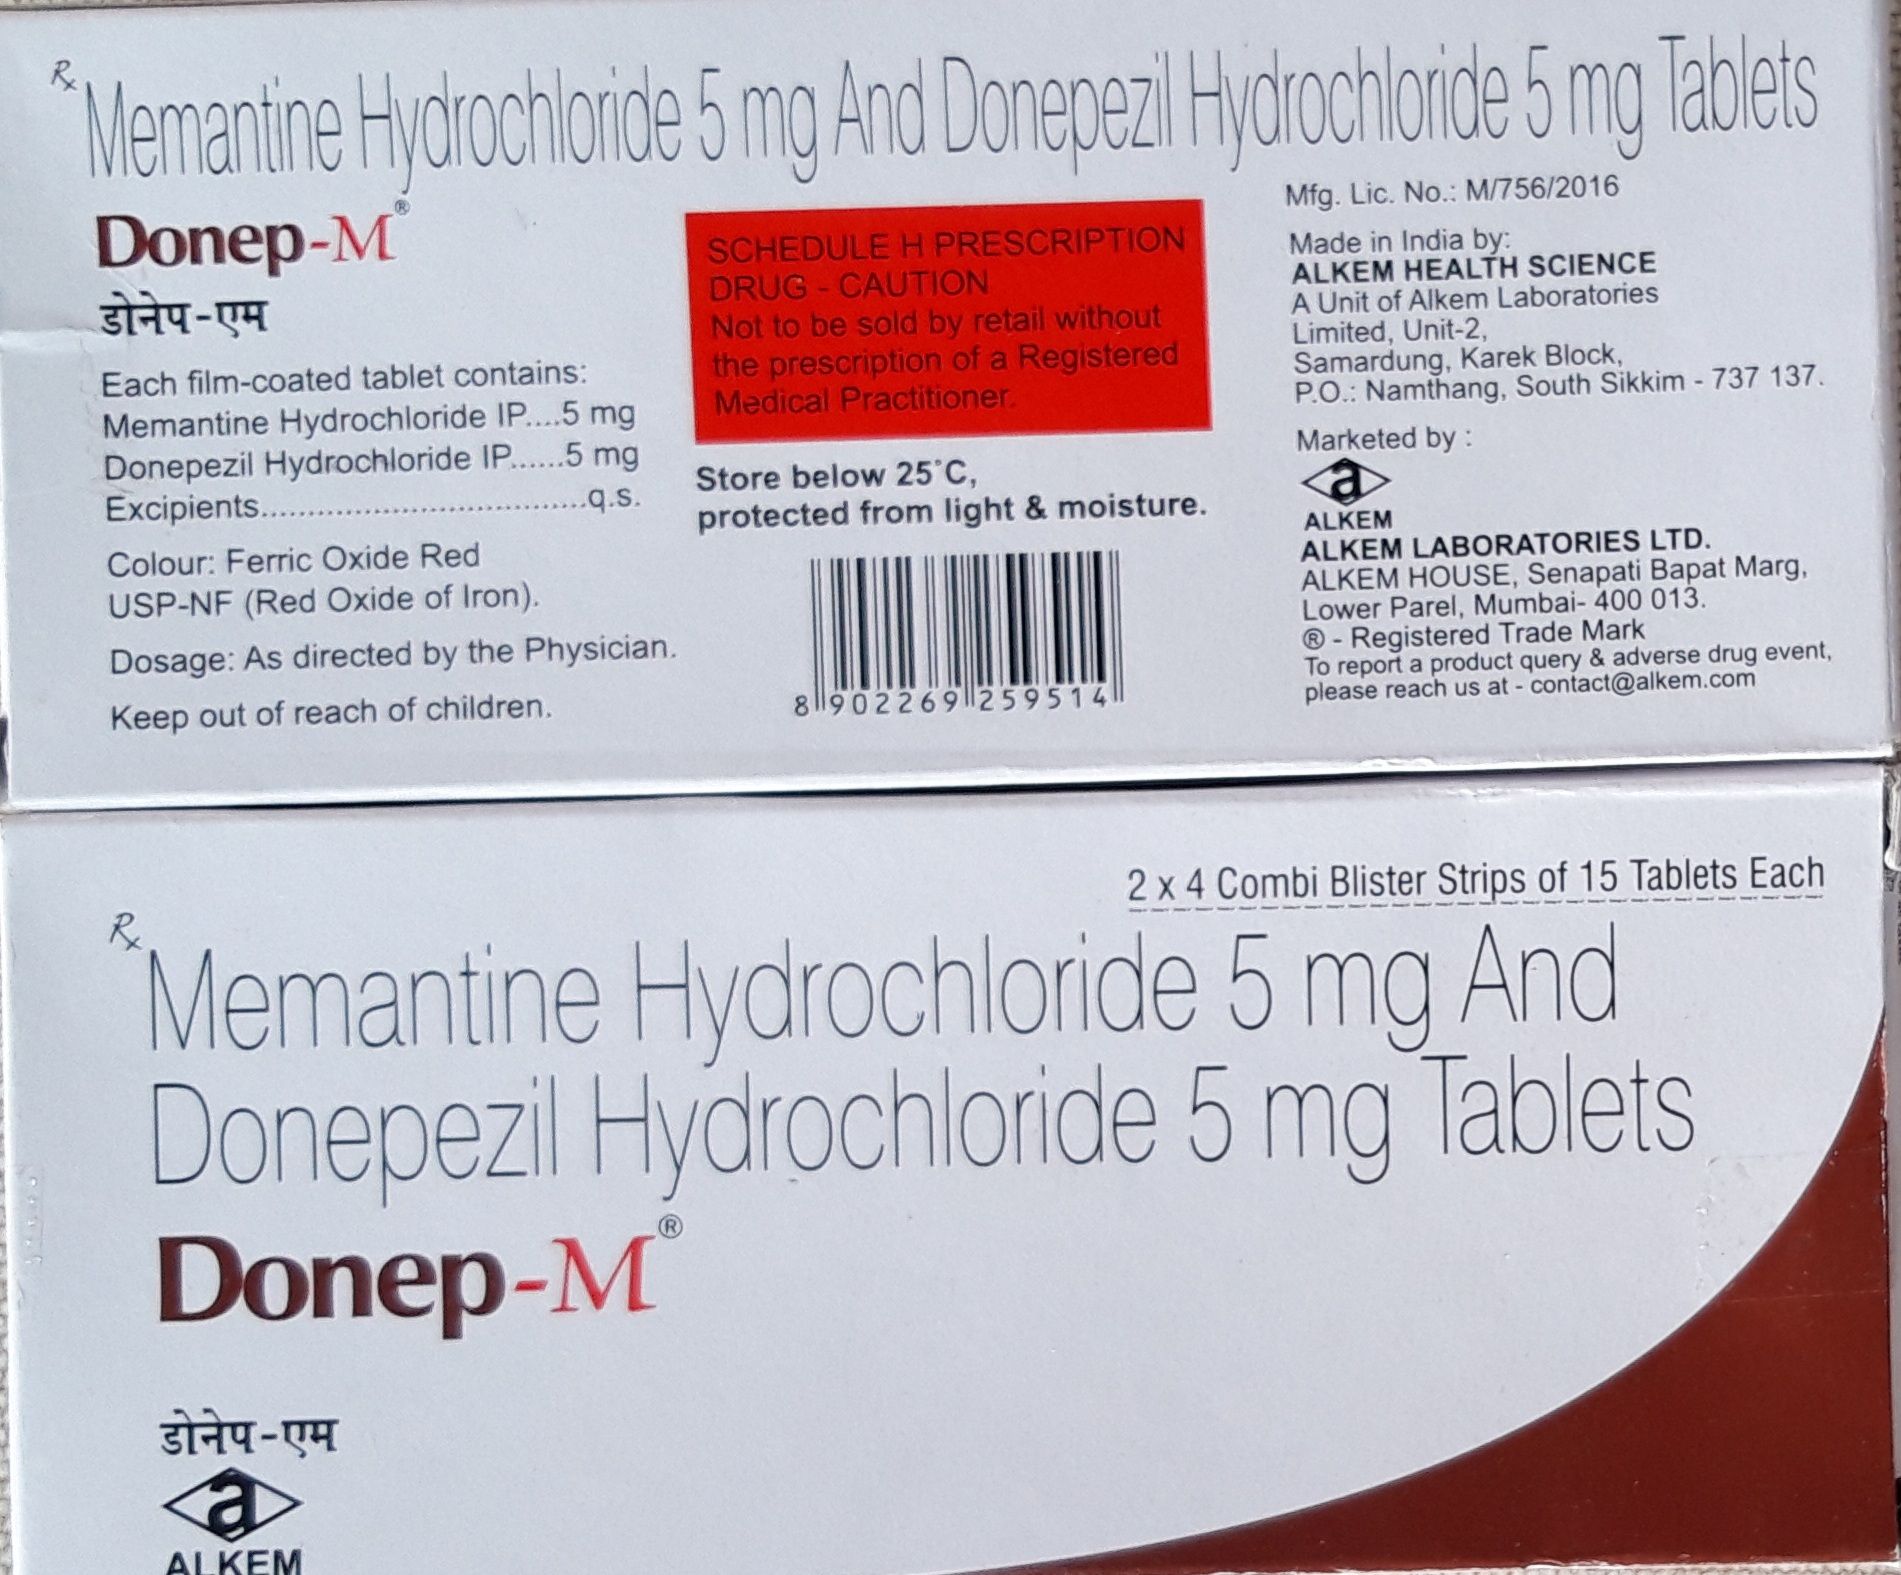 Rx
Memantine Hydrochloride 5 mg And Donepezil Hydrochloride 5 mg Tablets
Donep-M®
डोनेप-एम
Each film-coated tablet contains:
Memantine Hydrochloride IP....5 mg
Donepezil Hydrochloride IP......5 mg
Excipients....................................q.s.
Colour: Ferric Oxide Red
USP-NF (Red Oxide of Iron).
Dosage: As directed by the Physician.
Keep out of reach of children.
SCHEDULE H PRESCRIPTION
DRUG - CAUTION
Not to be sold by retail without
the prescription of a Registered
Medical Practitioner.
Store below 25°C,
protected from light & moisture.
8 902269 259514
Mfg. Lic. No.: M/756/2016
Made in India by:
ALKEM HEALTH SCIENCE
A Unit of Alkem Laboratories
Limited, Unit-2,
Samardung, Karek Block,
P.O.: Namthang, South Sikkim - 737 137.
Marketed by :
a
ALKEM
ALKEM LABORATORIES LTD.
ALKEM HOUSE, Senapati Bapat Marg,
Lower Parel, Mumbai- 400 013.
® - Registered Trade Mark
To report a product query & adverse drug event,
please reach us at - contact@alkem.com
2 x 4 Combi Blister Strips of 15 Tablets Each
Rx
Memantine Hydrochloride 5 mg And
Donepezil Hydrochloride 5 mg Tablets
Donep-M®
डोनेप-एम
a
ALKEM